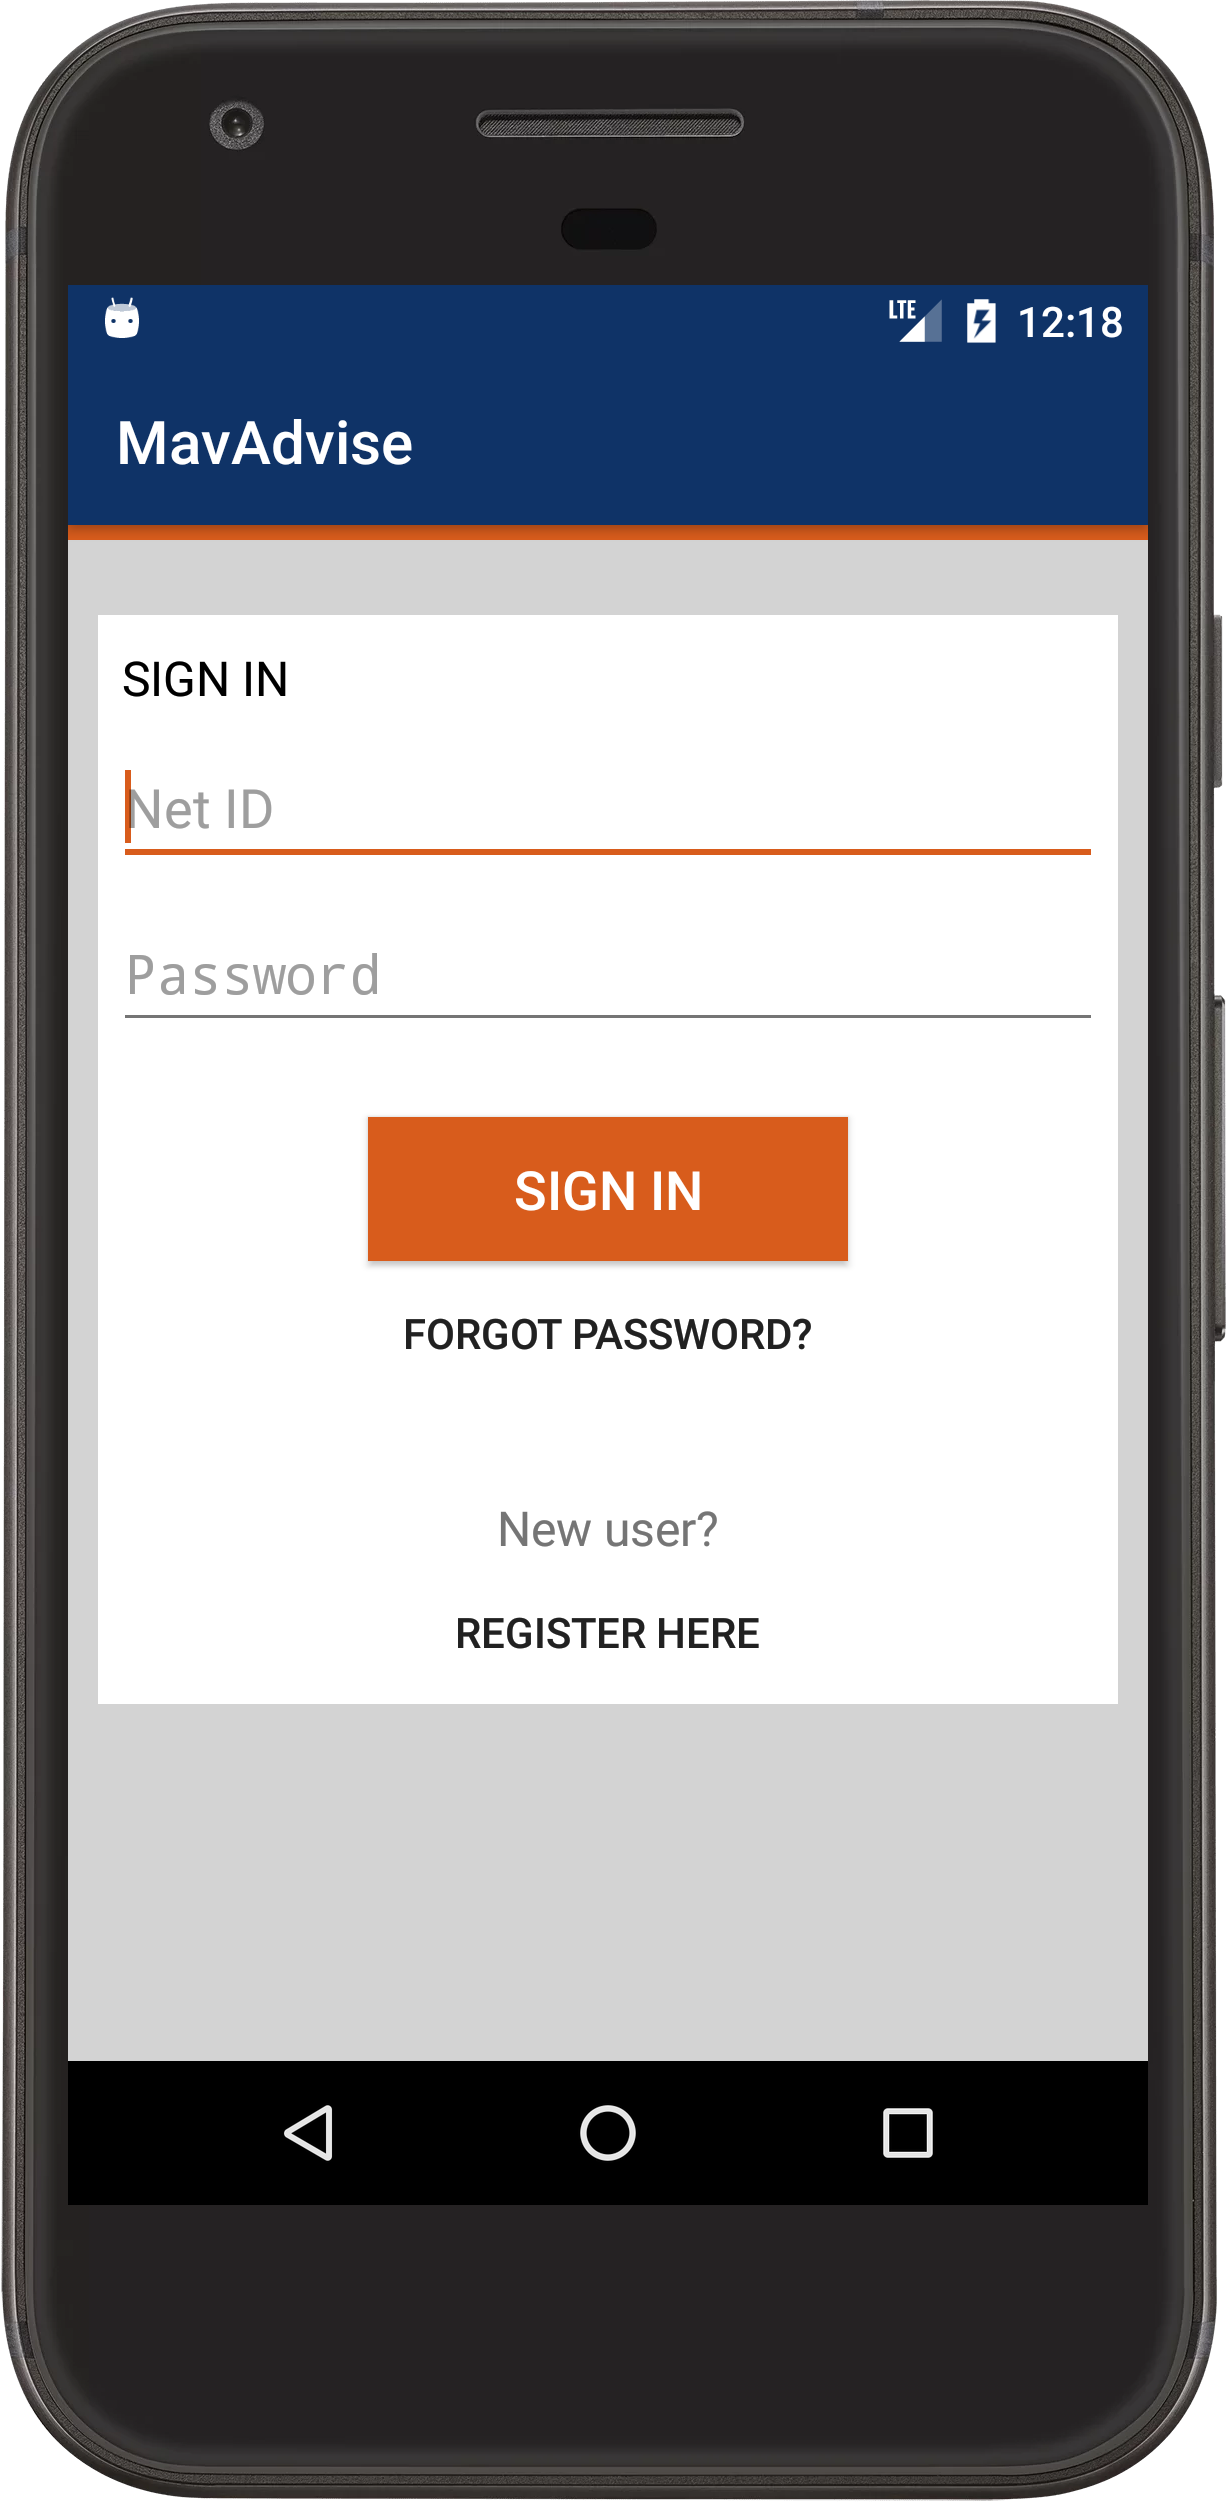 LTE 12:18
MavAdvise
SIGN IN
Net ID
Password
SIGN IN
FORGOT PASSWORD?
New user?
REGISTER HERE